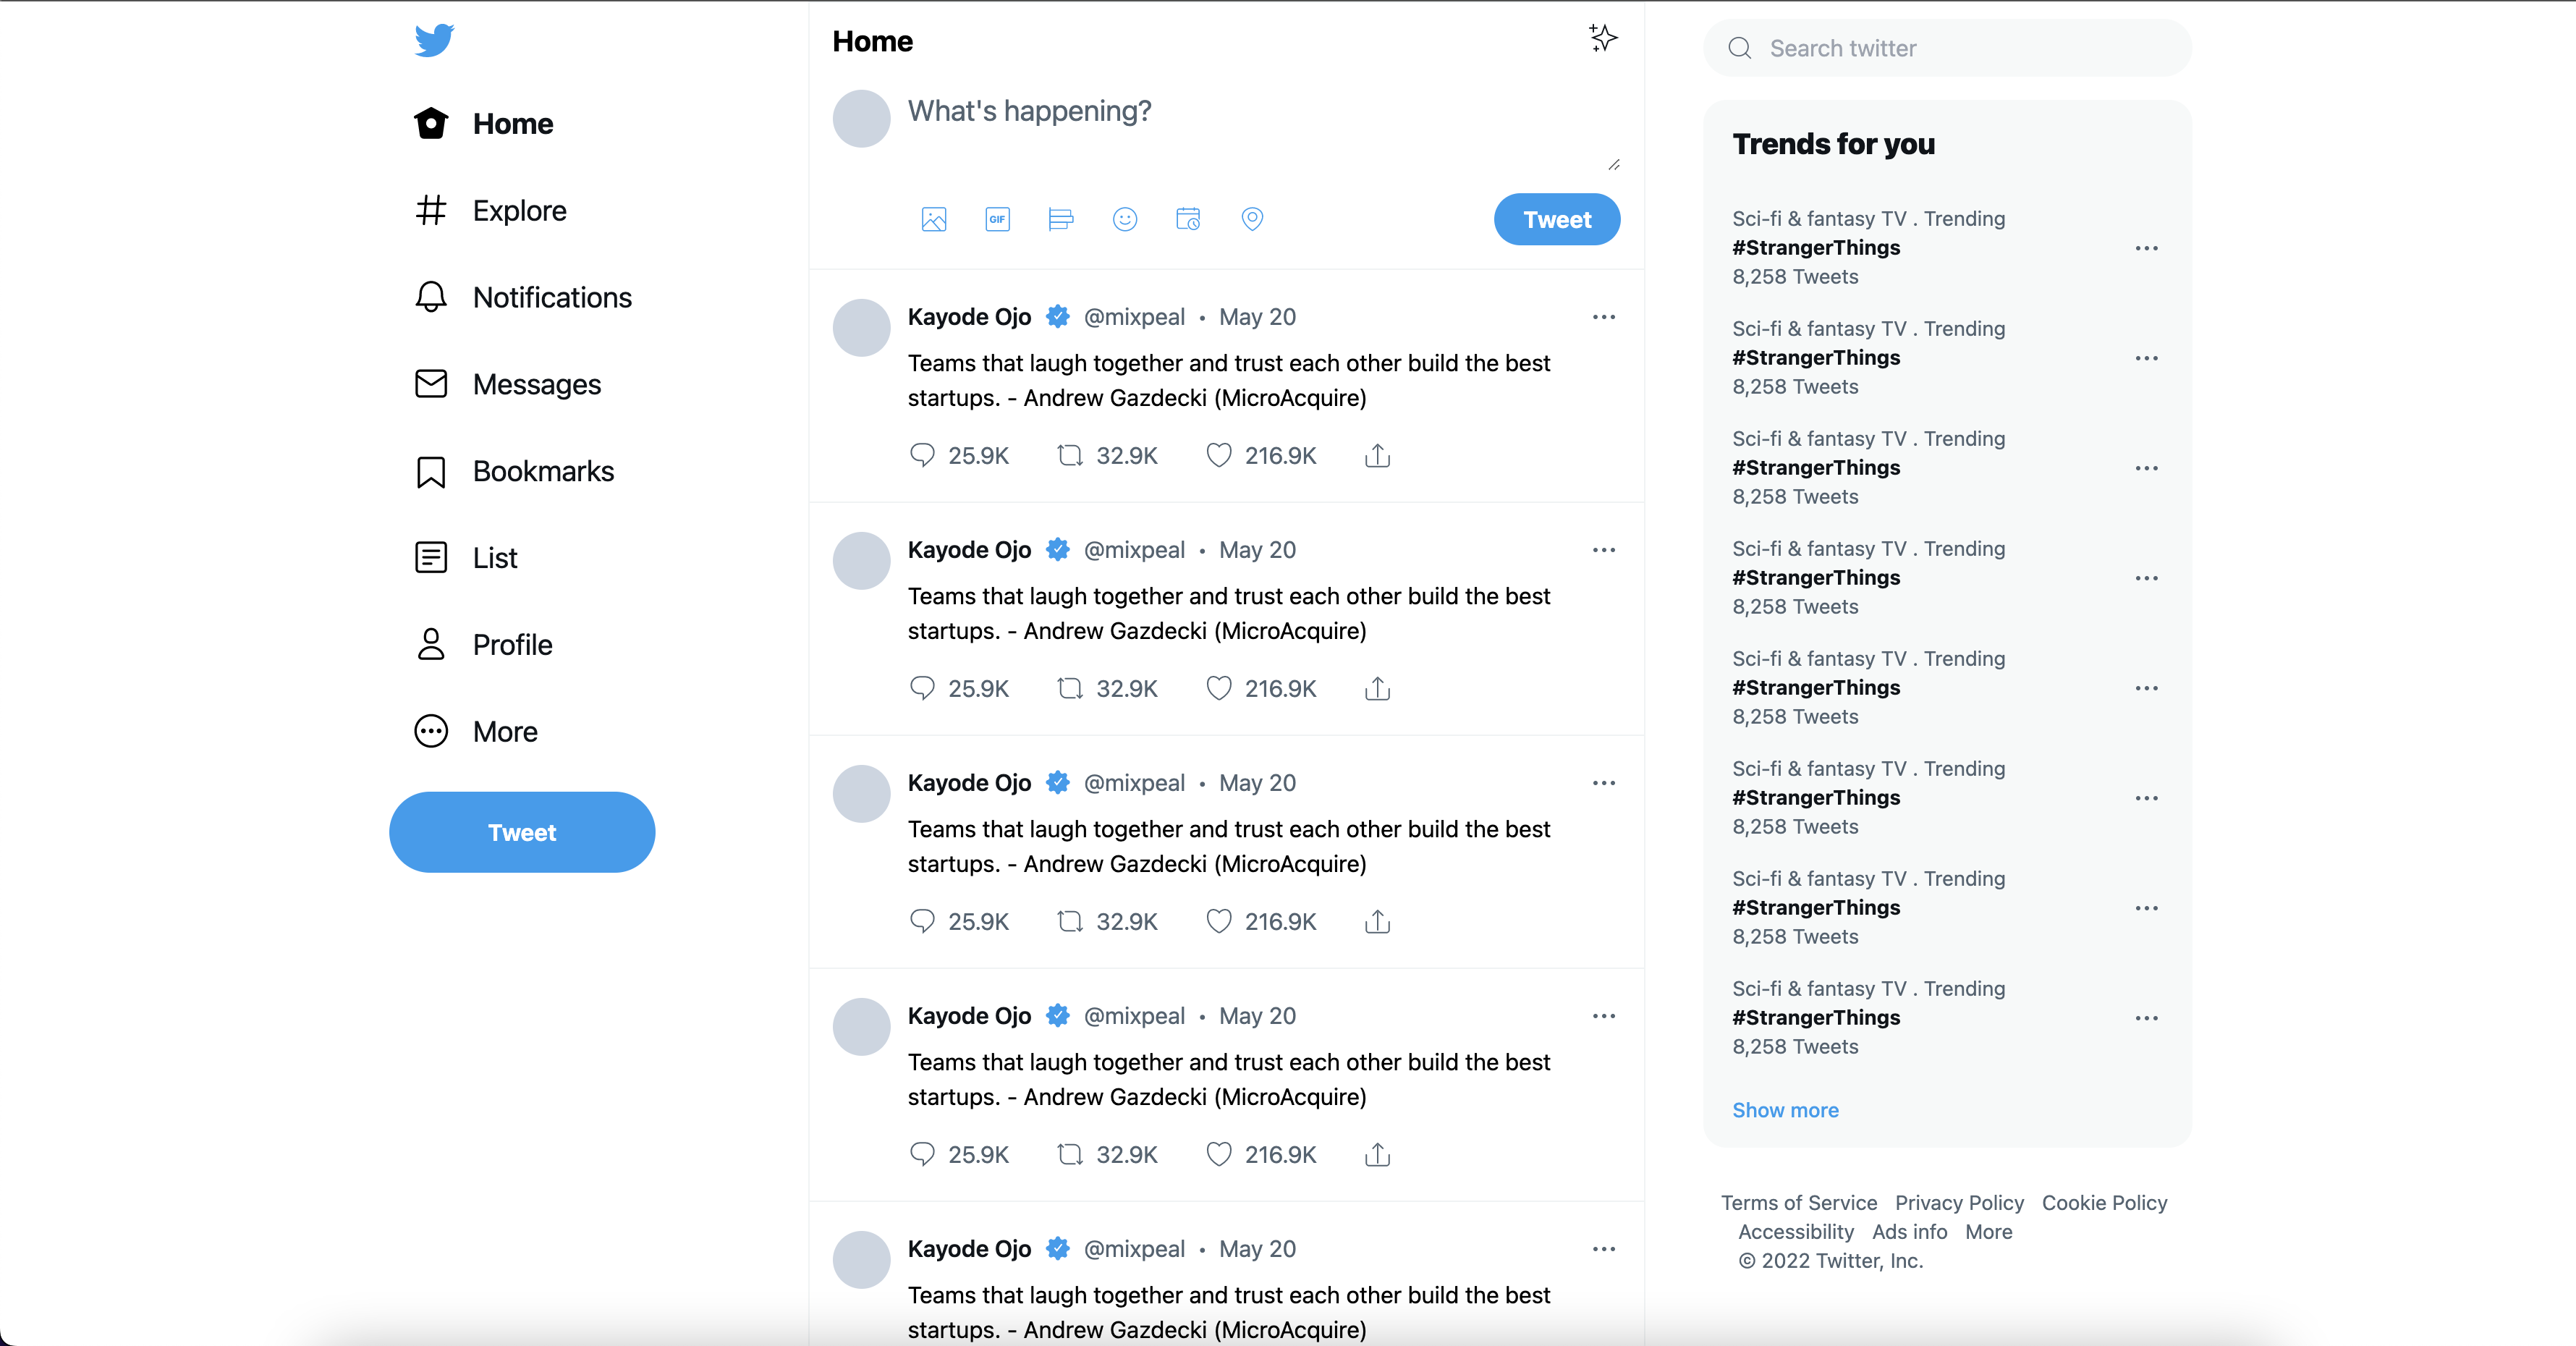 Home
Explore
Notifications
Messages
Bookmarks
List
Profile
More
Tweet
Home
What's happening?
GIF
Tweet
Kayode Ojo @mixpeal • May 20
Teams that laugh together and trust each other build the best
startups. - Andrew Gazdecki (MicroAcquire)
25.9K 32.9K 216.9K
Kayode Ojo @mixpeal • May 20
Teams that laugh together and trust each other build the best
startups. - Andrew Gazdecki (MicroAcquire)
25.9K 32.9K 216.9K
Kayode Ojo @mixpeal • May 20
Teams that laugh together and trust each other build the best
startups. - Andrew Gazdecki (MicroAcquire)
25.9K 32.9K 216.9K
Kayode Ojo @mixpeal • May 20
Teams that laugh together and trust each other build the best
startups. - Andrew Gazdecki (MicroAcquire)
25.9K 32.9K 216.9K
Kayode Ojo @mixpeal • May 20
Teams that laugh together and trust each other build the best
startups. - Andrew Gazdecki (MicroAcquire)
Search twitter
Trends for you
Sci-fi & fantasy TV . Trending
#StrangerThings
8,258 Tweets
Sci-fi & fantasy TV . Trending
#StrangerThings
8,258 Tweets
Sci-fi & fantasy TV . Trending
#StrangerThings
8,258 Tweets
Sci-fi & fantasy TV . Trending
#StrangerThings
8,258 Tweets
Sci-fi & fantasy TV . Trending
#StrangerThings
8,258 Tweets
Sci-fi & fantasy TV . Trending
#StrangerThings
8,258 Tweets
Sci-fi & fantasy TV . Trending
#StrangerThings
8,258 Tweets
Sci-fi & fantasy TV . Trending
#StrangerThings
8,258 Tweets
Show more
Terms of Service Privacy Policy Cookie Policy
Accessibility Ads info More
© 2022 Twitter, Inc.